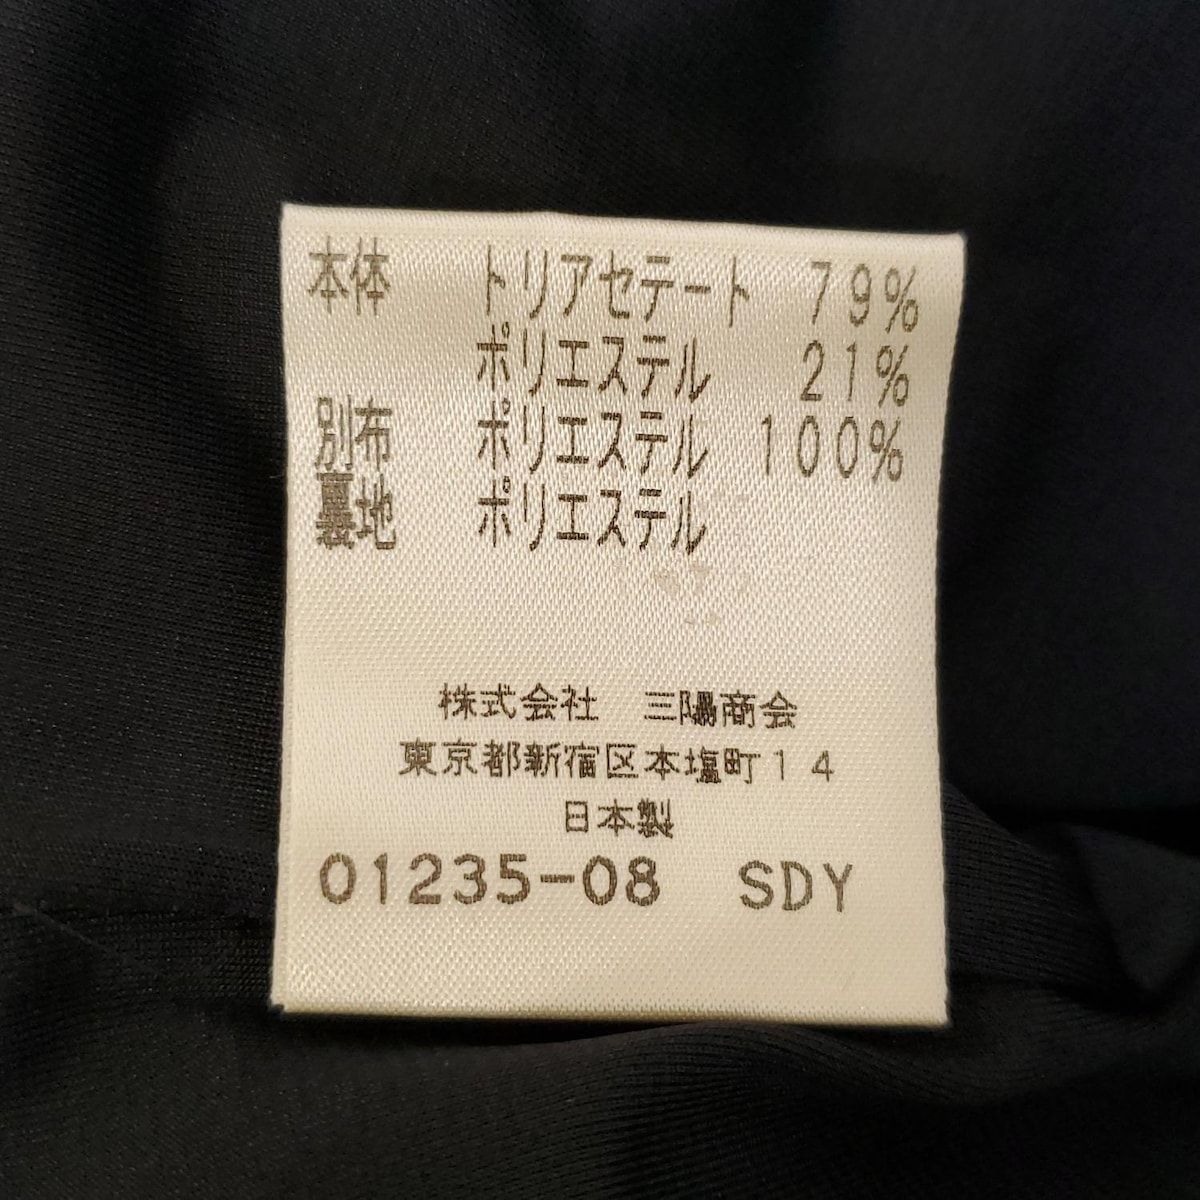 本体 トリアセテート 79%
ポリエステル 21%
別布 ポリエステル 100%
裏地 ポリエステル
株式会社 三陽商会
東京都新宿区本塩町14
日本製
01235-08 SDY